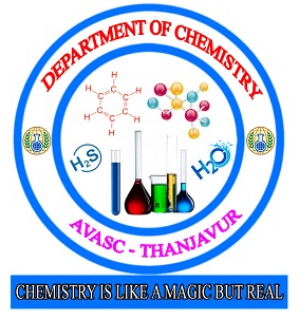 DEPARTMENT OF CHEMISTRY
H
H C C H
C C
H C C H
H
H₂S
H₂O
AVASC - THANJAVUR
CHEMISTRY IS LIKE A MAGIC BUT REAL